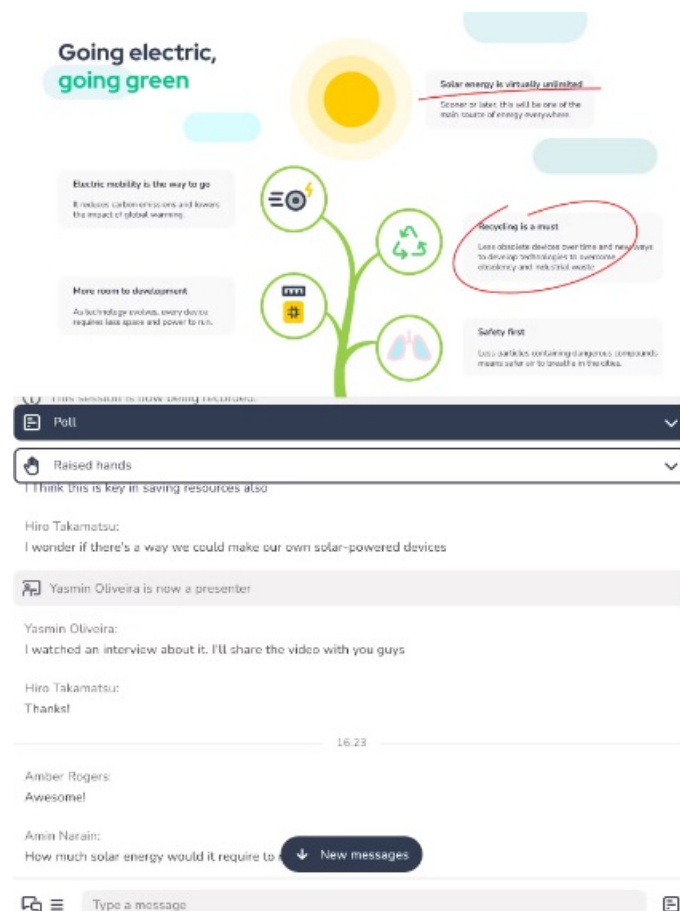 Going electric,
going green
Solar energy is virtually unlimited
Sooner or later, this will be one of the
main source of energy everywhere.
Electric mobility is the way to go
It reduces carbon emissions and lowers
the impact of global warming.
Recycling is a must
Less obsolete devices over time and new ways
to develop technologies to overcome
obsolency and industrial waste
More room to development
As technology evolves, every device
requires less space and power to run.
Safety first
Less particles containing dangerous compounds
means safer air to breathe in the cities.
This session is now being recorded.
Poll
Raised hands
I Think this is key in saving resources also
Hiro Takamatsu:
I wonder if there's a way we could make our own solar-powered devices
Yasmin Oliveira is now a presenter
Yasmin Oliveira:
I watched an interview about it. I'll share the video with you guys
Hiro Takamatsu:
Thanks!
16:23
Amber Rogers:
Awesome!
Amin Narain:
How much solar energy would it require to
New messages
Type a message